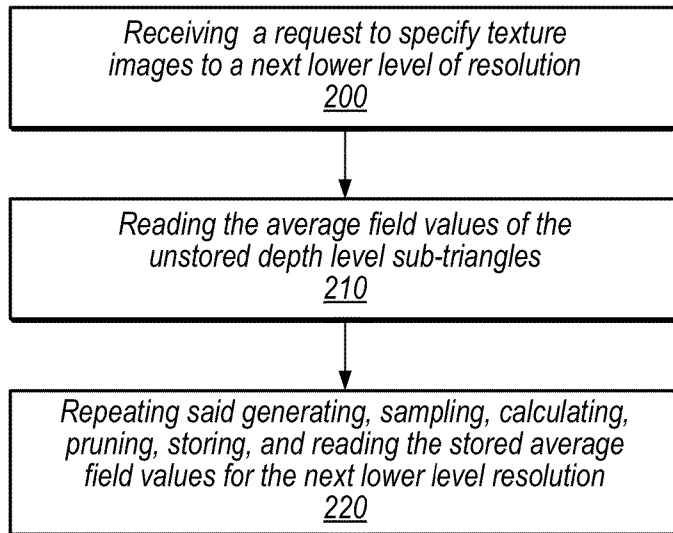 Receiving a request to specify texture
images to a next lower level of resolution
200
Reading the average field values of the
unstored depth level sub-triangles
210
Repeating said generating, sampling, calculating,
pruning, storing, and reading the stored average
field values for the next lower level resolution
220